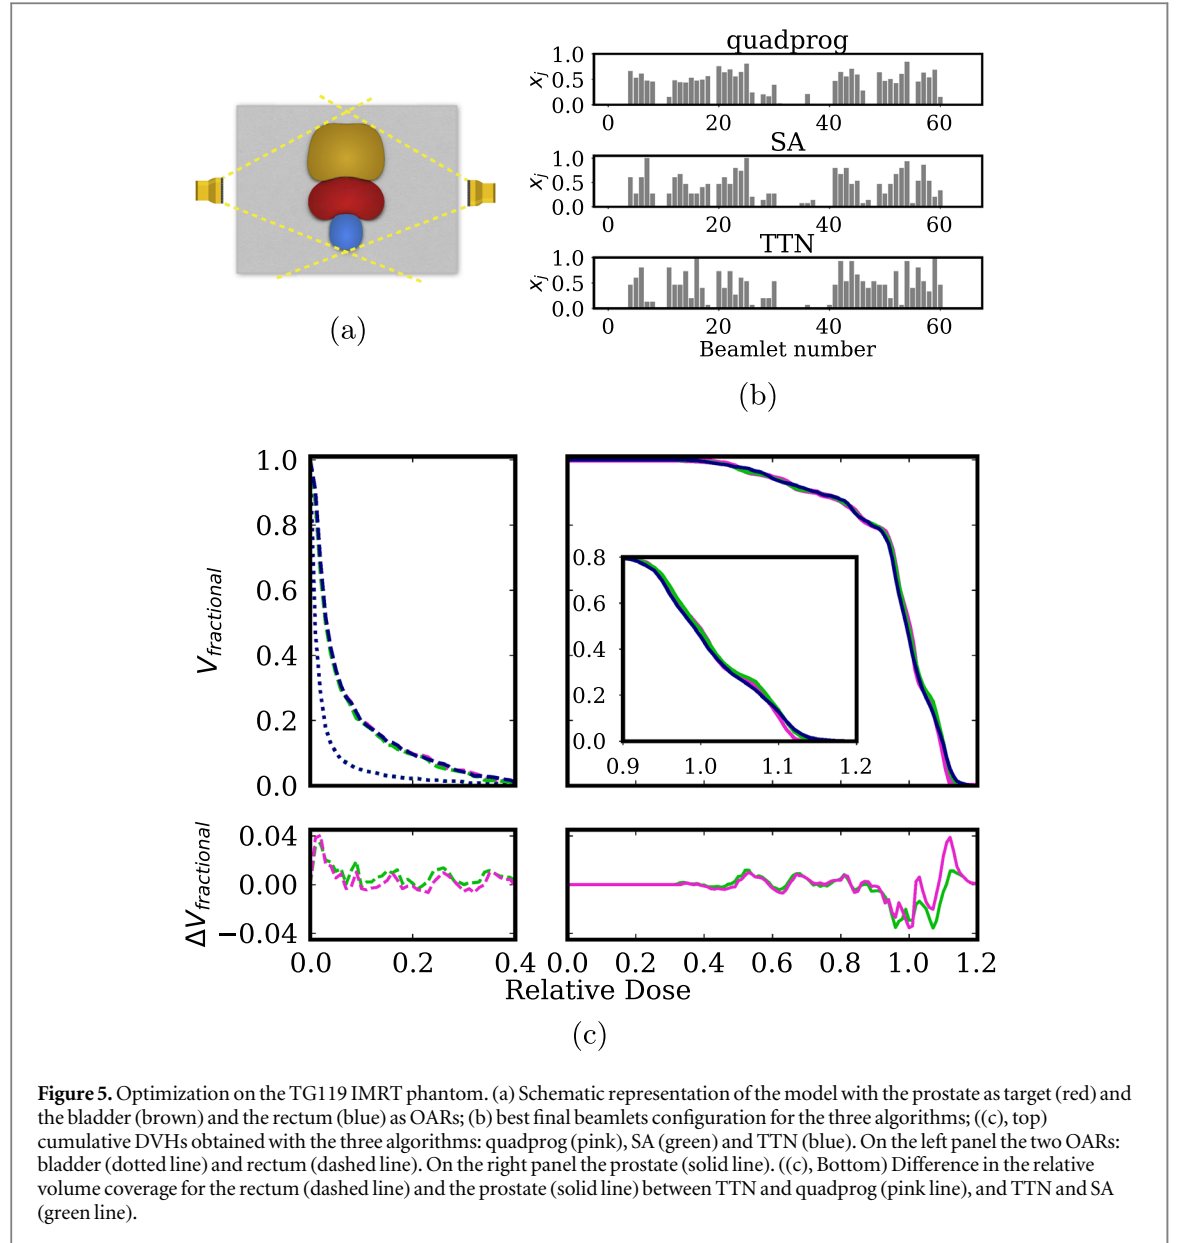 quadprog
1.0
0.5
0.0
x_j
0 20 40 60
SA
1.0
0.5
0.0
x_j
0 20 40 60
TTN
1.0
0.5
0.0
x_j
0 20 40 60
Beamlet number
(a)
(b)
1.0
0.8
0.6
0.4
0.2
0.0
V_fractional
0.8
0.6
0.4
0.2
0.0
0.9 1.0 1.1 1.2
0.04
0.00
−0.04
ΔV_fractional
0.0 0.2 0.4 0.0 0.2 0.4 0.6 0.8 1.0 1.2
Relative Dose
(c)
Figure 5. Optimization on the TG119 IMRT phantom. (a) Schematic representation of the model with the prostate as target (red) and
the bladder (brown) and the rectum (blue) as OARs; (b) best final beamlets configuration for the three algorithms; ((c), top)
cumulative DVHs obtained with the three algorithms: quadprog (pink), SA (green) and TTN (blue). On the left panel the two OARs:
bladder (dotted line) and rectum (dashed line). On the right panel the prostate (solid line). ((c), Bottom) Difference in the relative
volume coverage for the rectum (dashed line) and the prostate (solid line) between TTN and quadprog (pink line), and TTN and SA
(green line).